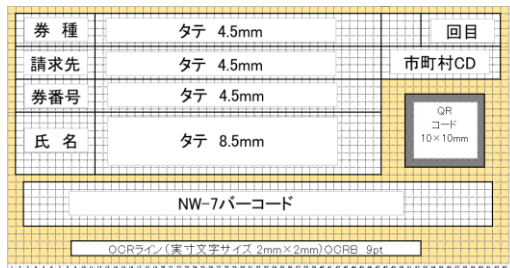 券 種 タテ 4.5mm 回目
請求先 タテ 4.5mm 市町村CD
券番号 タテ 4.5mm
氏 名 タテ 8.5mm
QR
コード
10×10mm
NW-7バーコード
OCRライン(実寸文字サイズ 2mm×2mm)OCRB 9pt